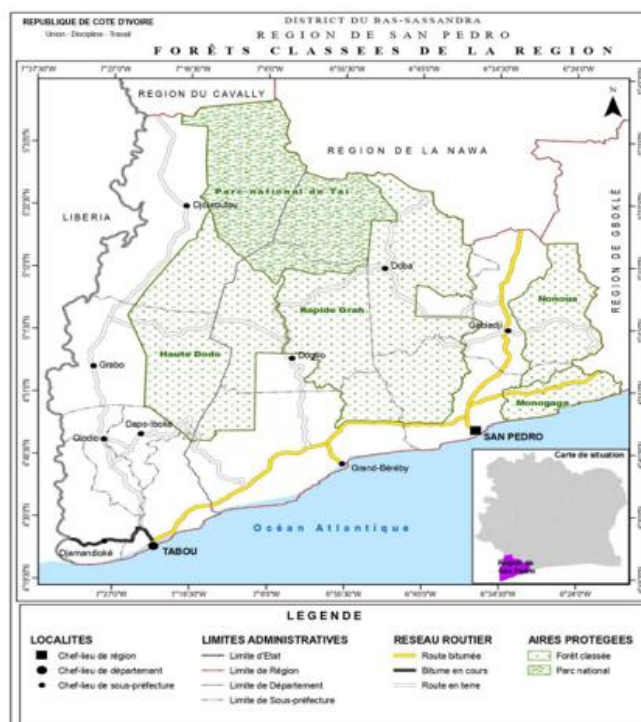 REPUBLIQUE DE COTE D'IVOIRE
Union - Discipline - Travail
DISTRICT DU BAS-SASSANDRA
REGION DE SAN PEDRO
FORÊTS CLASSEES DE LA REGION
REGION DU CAVALLY
N
REGION DE LA NAWA
Parc national de Taï
LIBERIA
Djouroutou
REGION DE GBOKLÈ
Doba
Rapide Grah
Nonoua
Gabiadji
Haute Dodo
Dogbo
Grabo
Monogaga
Dapo-Iboké
Olodio
SAN PEDRO
Carte de situation
Grand-Béréby
Océan Atlantique
Djamandioké
TABOU
Région de
San Pedro
LEGENDE
LOCALITES
Chef-lieu de région
Chef-lieu de département
Chef-lieu de sous-préfecture
LIMITES ADMINISTRATIVES
Limite d'Etat
Limite de Région
Limite de Département
Limite de Sous-préfecture
RESEAU ROUTIER
Route bitumée
Bitume en cours
Route en terre
AIRES PROTEGEES
Forêt classée
Parc national